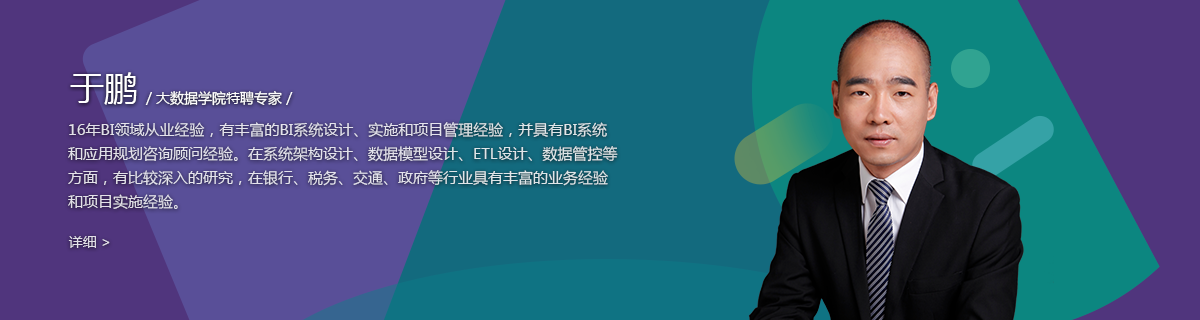 于鹏 / 大数据学院特聘专家 /
16年BI领域从业经验，有丰富的BI系统设计、实施和项目管理经验，并具有BI系统
和应用规划咨询顾问经验。在系统架构设计、数据模型设计、ETL设计、数据管控等
方面，有比较深入的研究，在银行、税务、交通、政府等行业具有丰富的业务经验
和项目实施经验。
详细 >